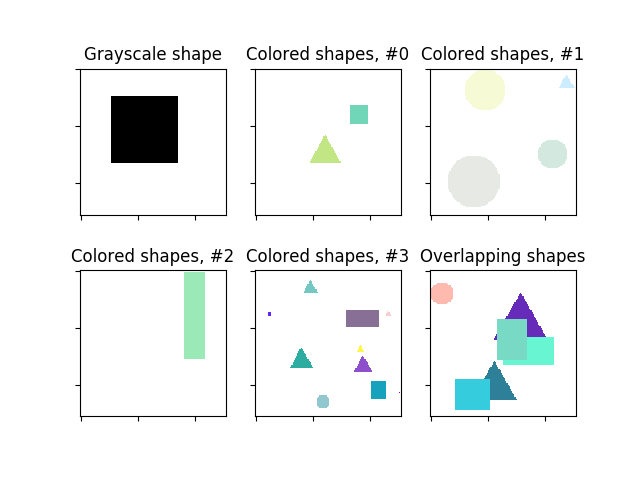 Grayscale shape
Colored shapes, #0
Colored shapes, #1
Colored shapes, #2
Colored shapes, #3
Overlapping shapes